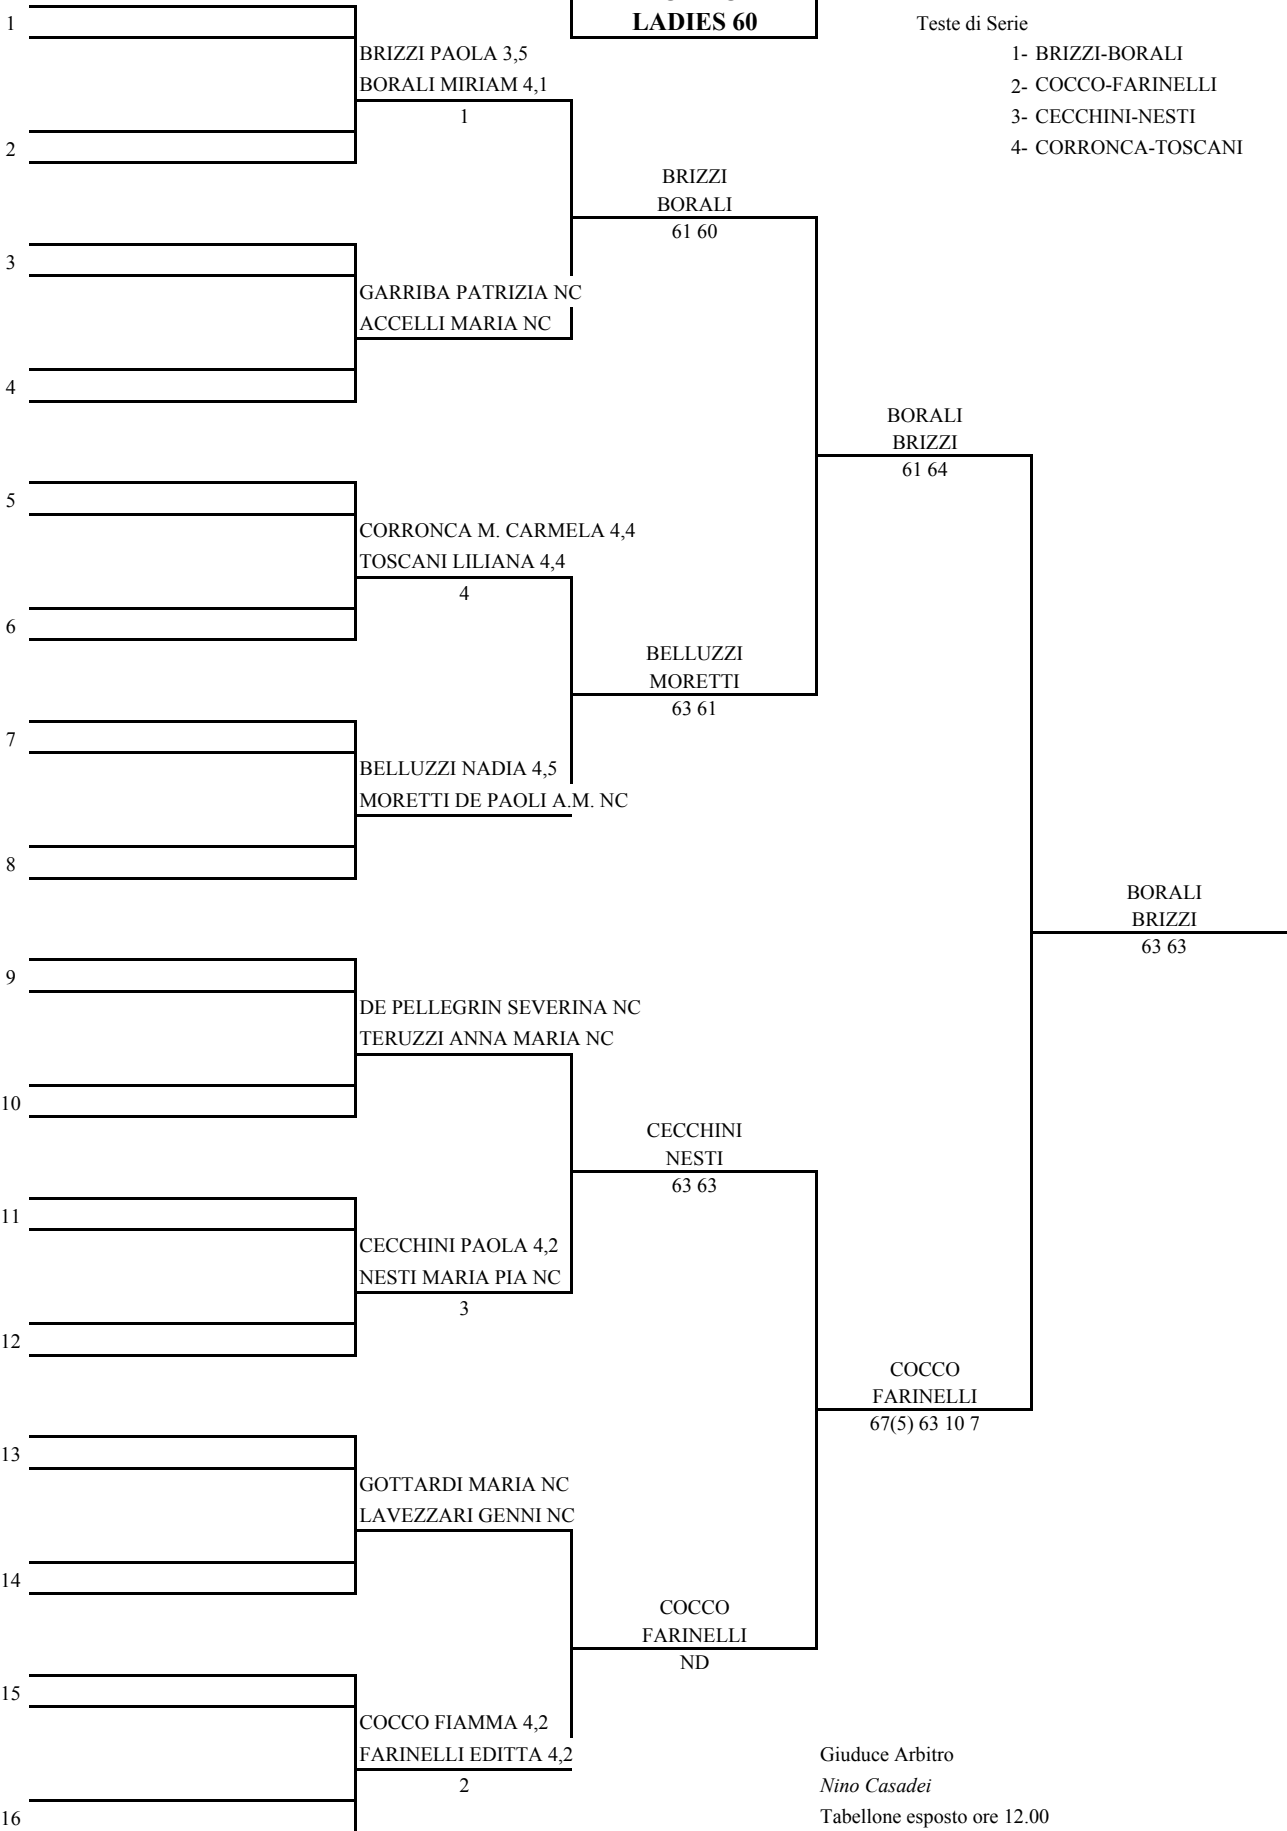 LADIES 60
Teste di Serie
1- BRIZZI-BORALI
2- COCCO-FARINELLI
3- CECCHINI-NESTI
4- CORRONCA-TOSCANI
1
BRIZZI PAOLA 3,5
BORALI MIRIAM 4,1
1
2
BRIZZI
BORALI
61 60
3
GARRIBA PATRIZIA NC
ACCELLI MARIA NC
4
BORALI
BRIZZI
61 64
5
CORRONCA M. CARMELA 4,4
TOSCANI LILIANA 4,4
4
6
BELLUZZI
MORETTI
63 61
7
BELLUZZI NADIA 4,5
MORETTI DE PAOLI A.M. NC
8
BORALI
BRIZZI
63 63
9
DE PELLEGRIN SEVERINA NC
TERUZZI ANNA MARIA NC
10
CECCHINI
NESTI
63 63
11
CECCHINI PAOLA 4,2
NESTI MARIA PIA NC
3
12
COCCO
FARINELLI
67(5) 63 10 7
13
GOTTARDI MARIA NC
LAVEZZARI GENNI NC
14
COCCO
FARINELLI
ND
15
COCCO FIAMMA 4,2
FARINELLI EDITTA 4,2
2
16
Giuduce Arbitro
Nino Casadei
Tabellone esposto ore 12.00